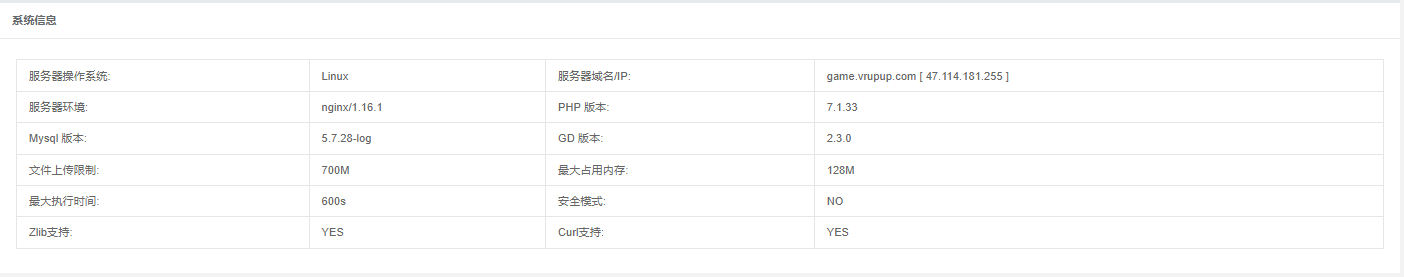 系统信息
服务器操作系统: Linux 服务器域名/IP: game.vrupup.com [ 47.114.181.255 ]
服务器环境: nginx/1.16.1 PHP 版本: 7.1.33
Mysql 版本: 5.7.28-log GD 版本: 2.3.0
文件上传限制: 700M 最大占用内存: 128M
最大执行时间: 600s 安全模式: NO
Zlib支持: YES Curl支持: YES